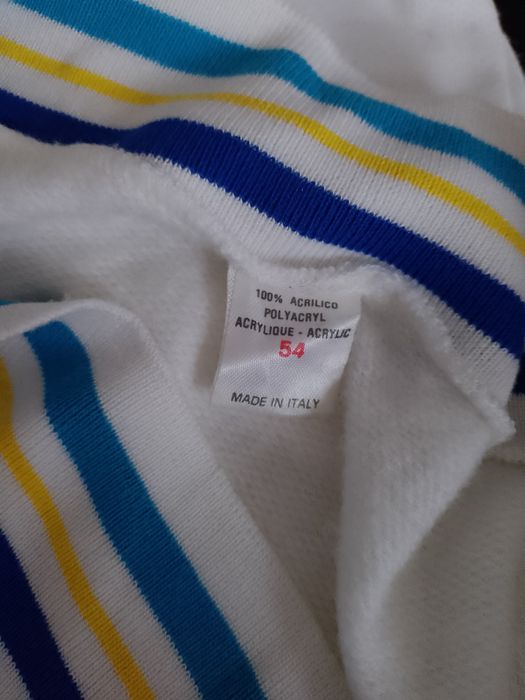 100% ACRILICO
POLYACRYL
ACRYLIQUE - ACRYLIC
54
MADE IN ITALY